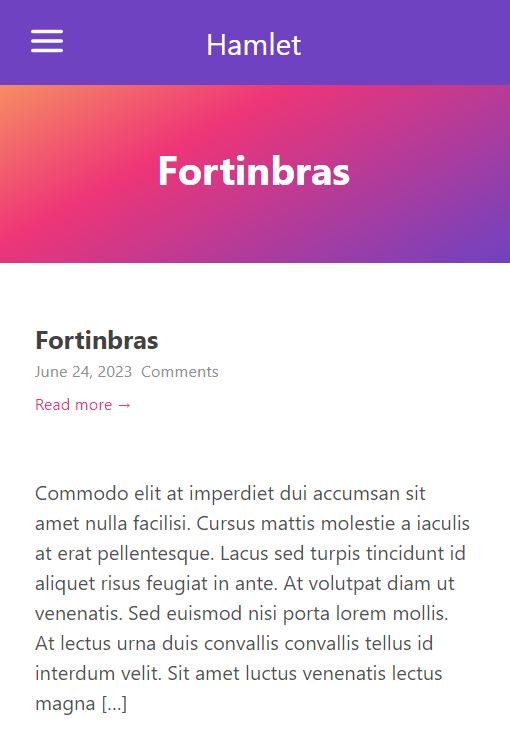 Hamlet
Fortinbras
Fortinbras
June 24, 2023 Comments
Read more →
Commodo elit at imperdiet dui accumsan sit
amet nulla facilisi. Cursus mattis molestie a iaculis
at erat pellentesque. Lacus sed turpis tincidunt id
aliquet risus feugiat in ante. At volutpat diam ut
venenatis. Sed euismod nisi porta lorem mollis.
At lectus urna duis convallis convallis tellus id
interdum velit. Sit amet luctus venenatis lectus
magna […]